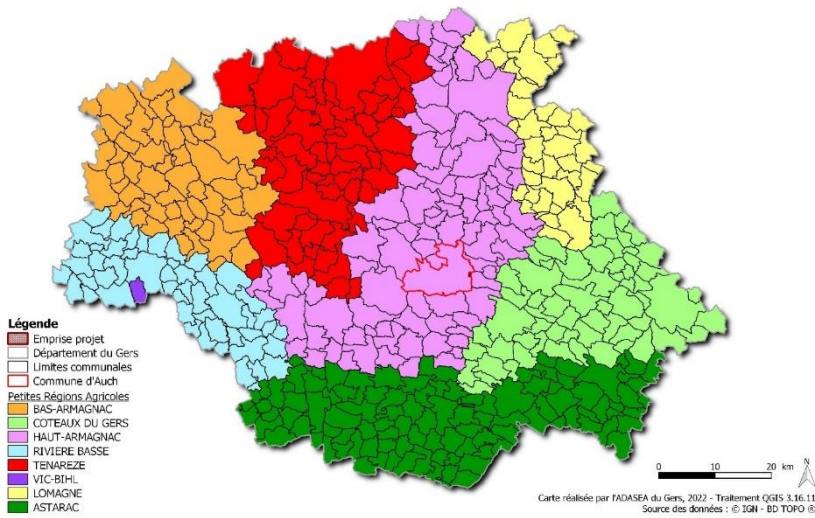 Légende
Emprise projet
Département du Gers
Limites communales
Commune d'Auch
Petites Régions Agricoles
BAS-ARMAGNAC
COTEAUX DU GERS
HAUT-ARMAGNAC
RIVIERE BASSE
TENAREZE
VIC-BIHL
LOMAGNE
ASTARAC
0 10 20 km
N
Carte réalisée par l'ADASEA du Gers, 2022 - Traitement QGIS 3.16.11
Source des données : © IGN - BD TOPO ®